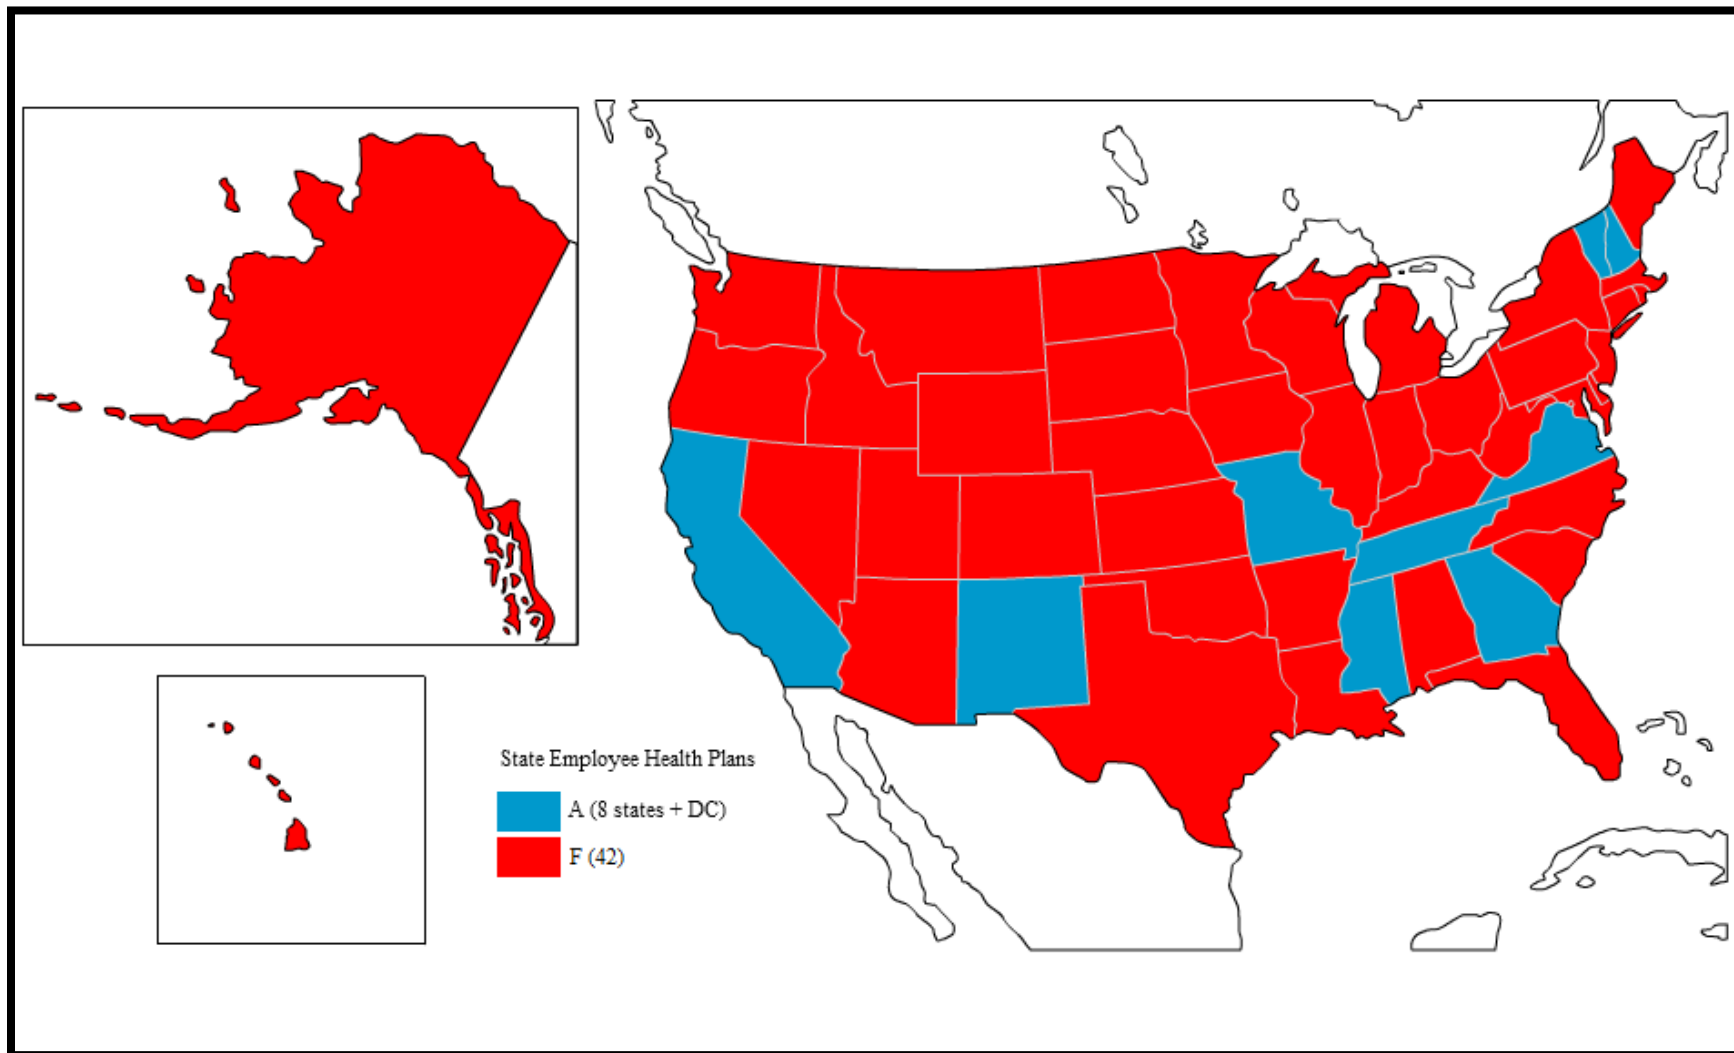 State Employee Health Plans
A (8 states + DC)
F (42)